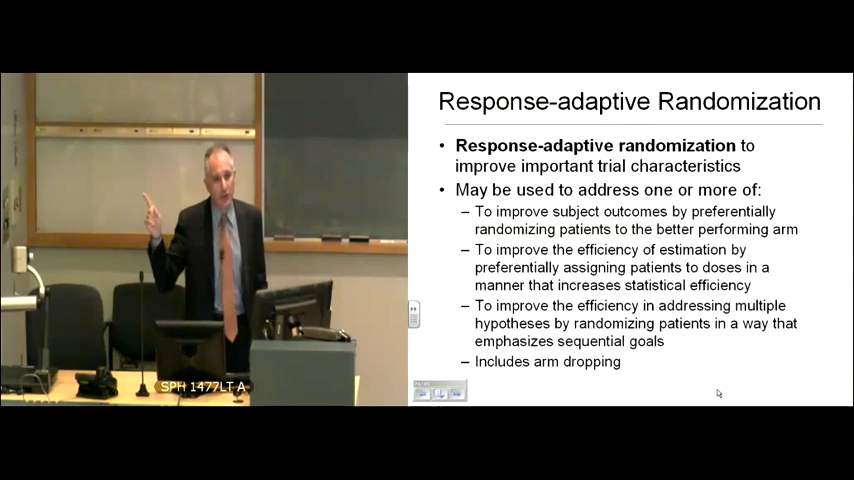 Response-adaptive Randomization
• Response-adaptive randomization to
improve important trial characteristics
• May be used to address one or more of:
– To improve subject outcomes by preferentially
randomizing patients to the better performing arm
– To improve the efficiency of estimation by
preferentially assigning patients to doses in a
manner that increases statistical efficiency
– To improve the efficiency in addressing multiple
hypotheses by randomizing patients in a way that
emphasizes sequential goals
– Includes arm dropping
SPH 1477LT A